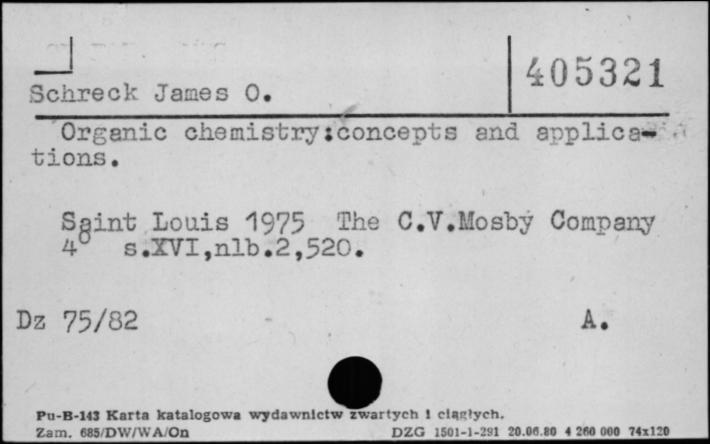 405321
Schreck James O.
Organic chemistry:concepts and applica-
tions.
Saint Louis 1975 The C.V.Mosby Company
4° s.XVI,nlb.2,520.
Dz 75/82 A.
Pu-B-143 Karta katalogowa wydawnictw zwartych i ciągłych.
Zam. 685/DW/WA/On DZG 1501-1-291 20.06.80 4 260 000 74x120